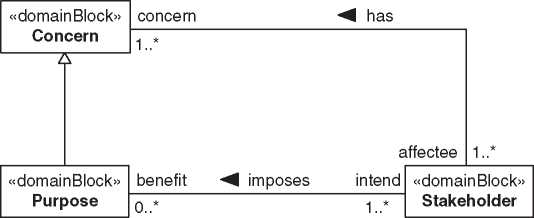 «domainBlock»
Concern
concern
◄ has
1..*
affectee
1..*
«domainBlock»
Purpose
benefit
◄ imposes
intend
0..*
1..*
«domainBlock»
Stakeholder